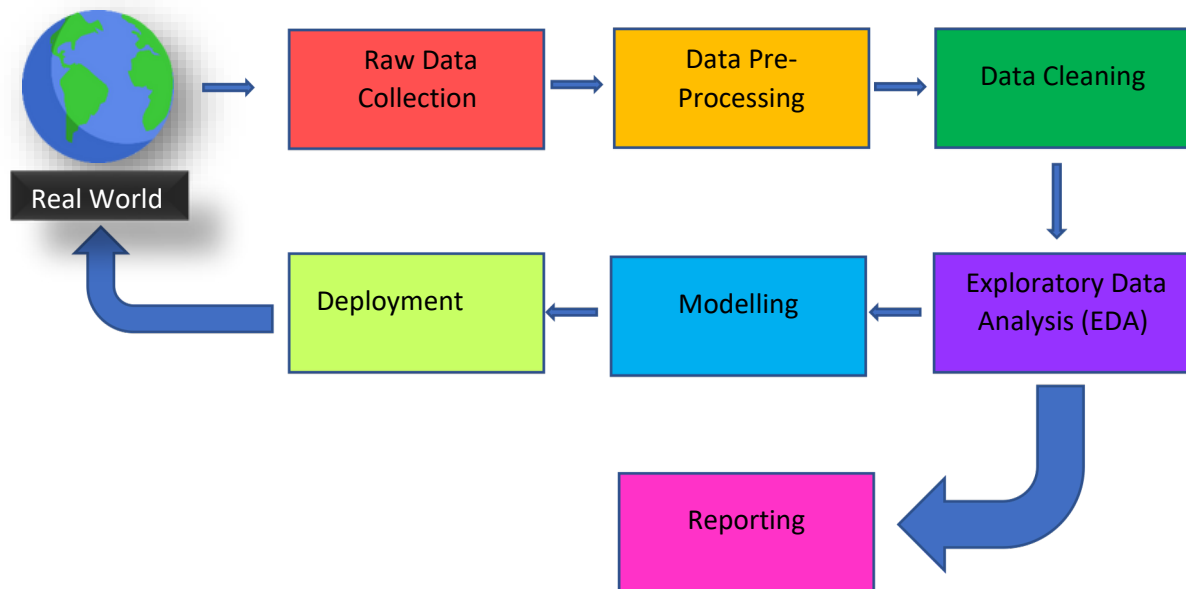 Raw Data
Collection
Data Pre-
Processing
Data Cleaning
Real World
Deployment
Modelling
Exploratory Data
Analysis (EDA)
Reporting